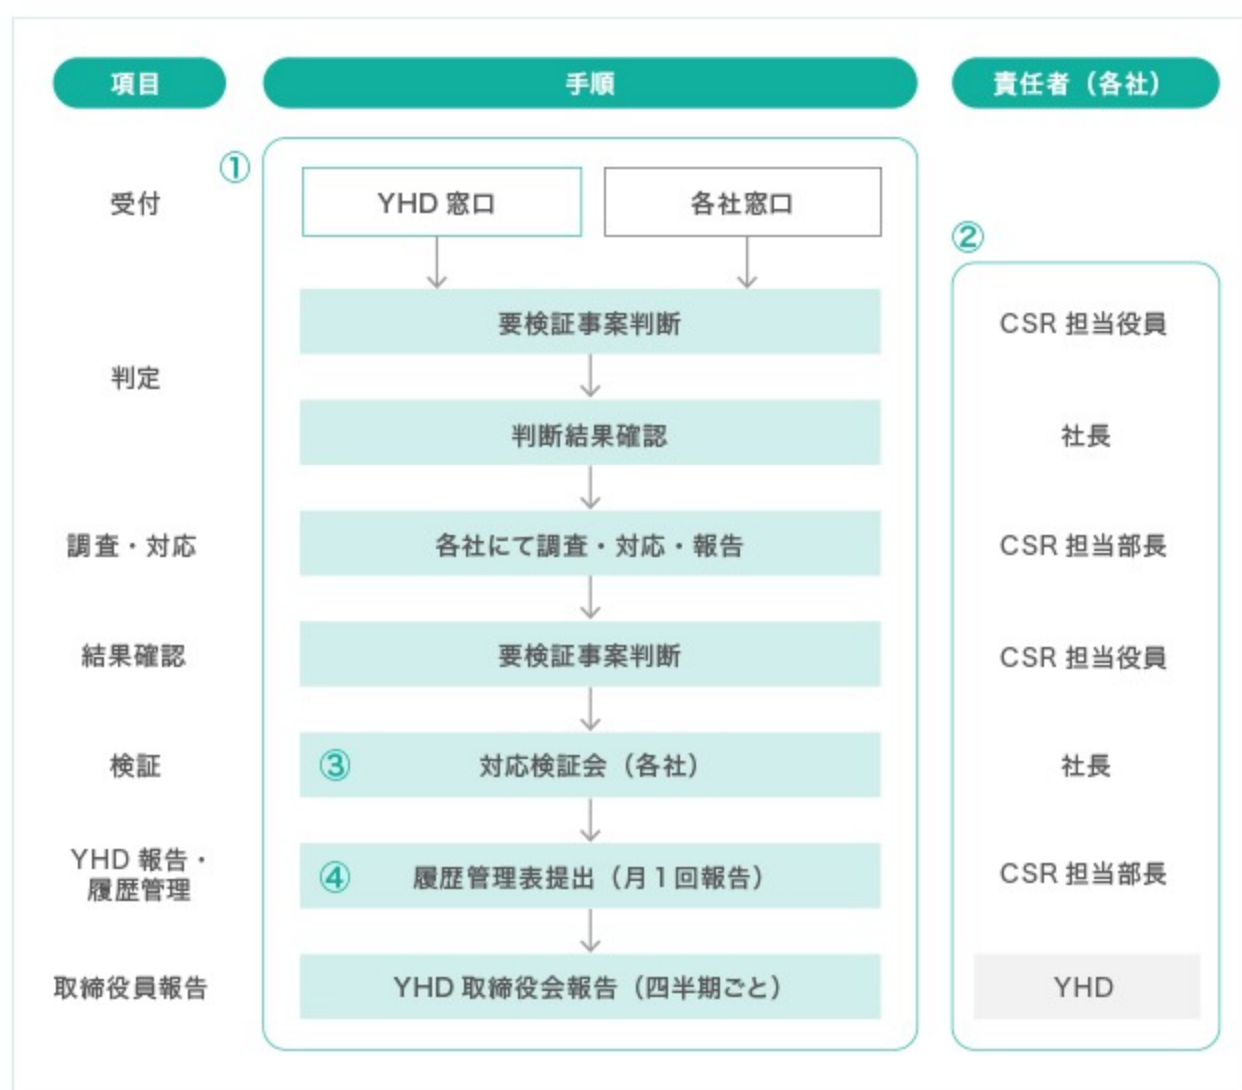 項目
手順
責任者（各社）
①
受付
YHD 窓口
各社窓口
②
判定
要検証事案判断
CSR 担当役員
判断結果確認
社長
調査・対応
各社にて調査・対応・報告
CSR 担当部長
結果確認
要検証事案判断
CSR 担当役員
検証
③
対応検証会（各社）
社長
YHD 報告・
履歴管理
④
履歴管理表提出（月1回報告）
CSR 担当部長
取締役員報告
YHD 取締役会報告（四半期ごと）
YHD